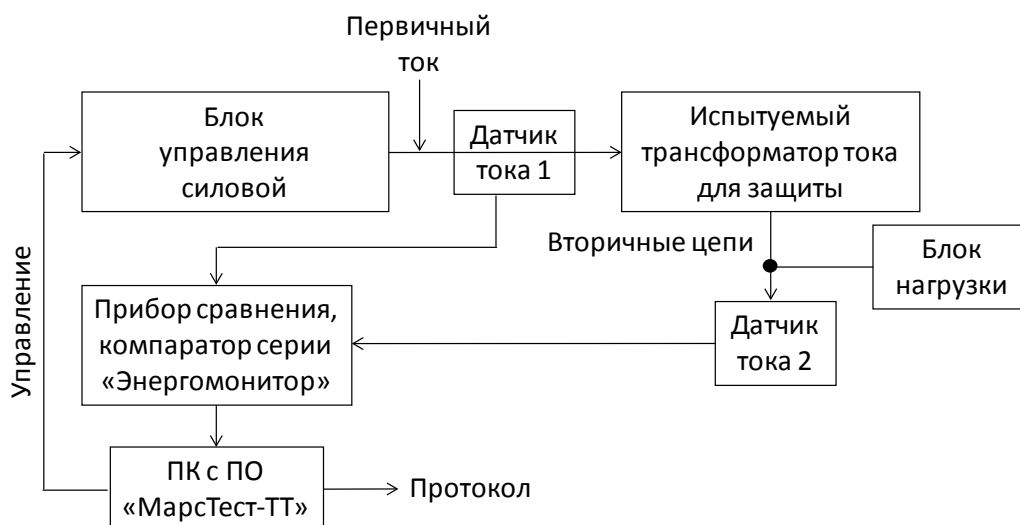 Первичный
ток
Блок
управления
силовой
Датчик
тока 1
Испытуемый
трансформатор тока
для защиты
Управление
Вторичные цепи
Блок
нагрузки
Прибор сравнения,
компаратор серии
«Энергомонитор»
Датчик
тока 2
ПК с ПО
«МарсТест-ТТ»
Протокол